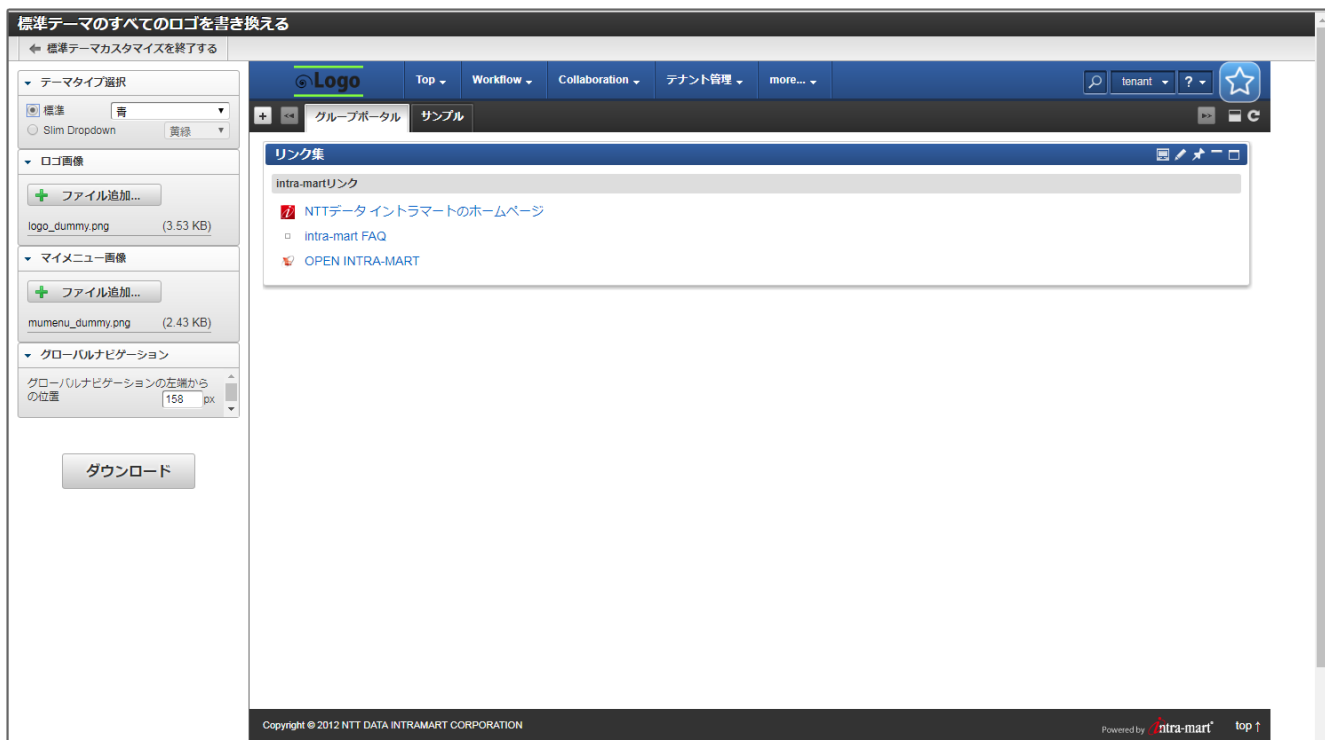 標準テーマのすべてのロゴを書き換える
標準テーマカスタマイズを終了する
テーマタイプ選択
標準 青
Slim Dropdown 黄緑
ロゴ画像
ファイル追加...
logo_dummy.png (3.53 KB)
マイメニュー画像
ファイル追加...
mumenu_dummy.png (2.43 KB)
グローバルナビゲーション
グローバルナビゲーションの左端から
の位置 158 px
ダウンロード
Logo Top Workflow Collaboration テナント管理 more... tenant ?
グループポータル サンプル
リンク集
intra-martリンク
NTTデータ イントラマートのホームページ
intra-mart FAQ
OPEN INTRA-MART
Copyright © 2012 NTT DATA INTRAMART CORPORATION Powered by intra-mart top ↑